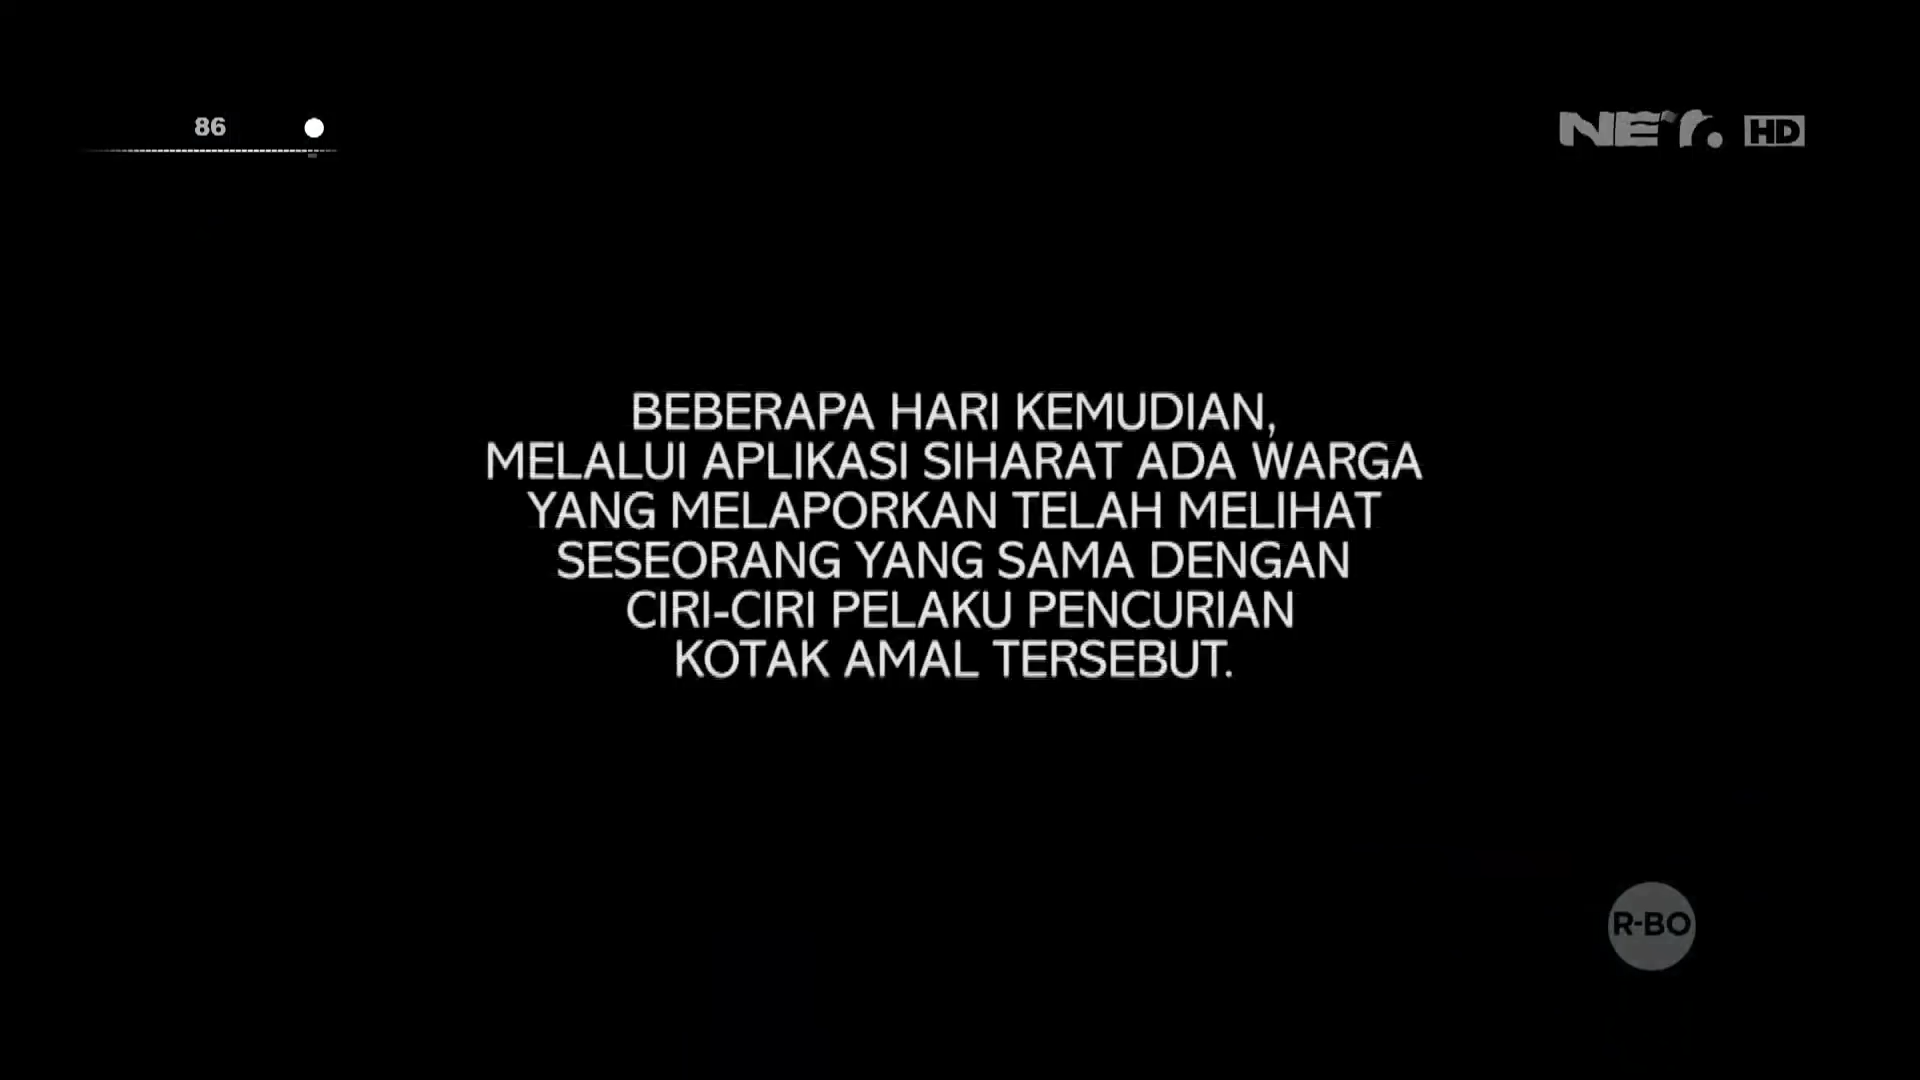 86
NET. HD
BEBERAPA HARI KEMUDIAN,
MELALUI APLIKASI SIHARAT ADA WARGA
YANG MELAPORKAN TELAH MELIHAT
SESEORANG YANG SAMA DENGAN
CIRI-CIRI PELAKU PENCURIAN
KOTAK AMAL TERSEBUT.
R-BO